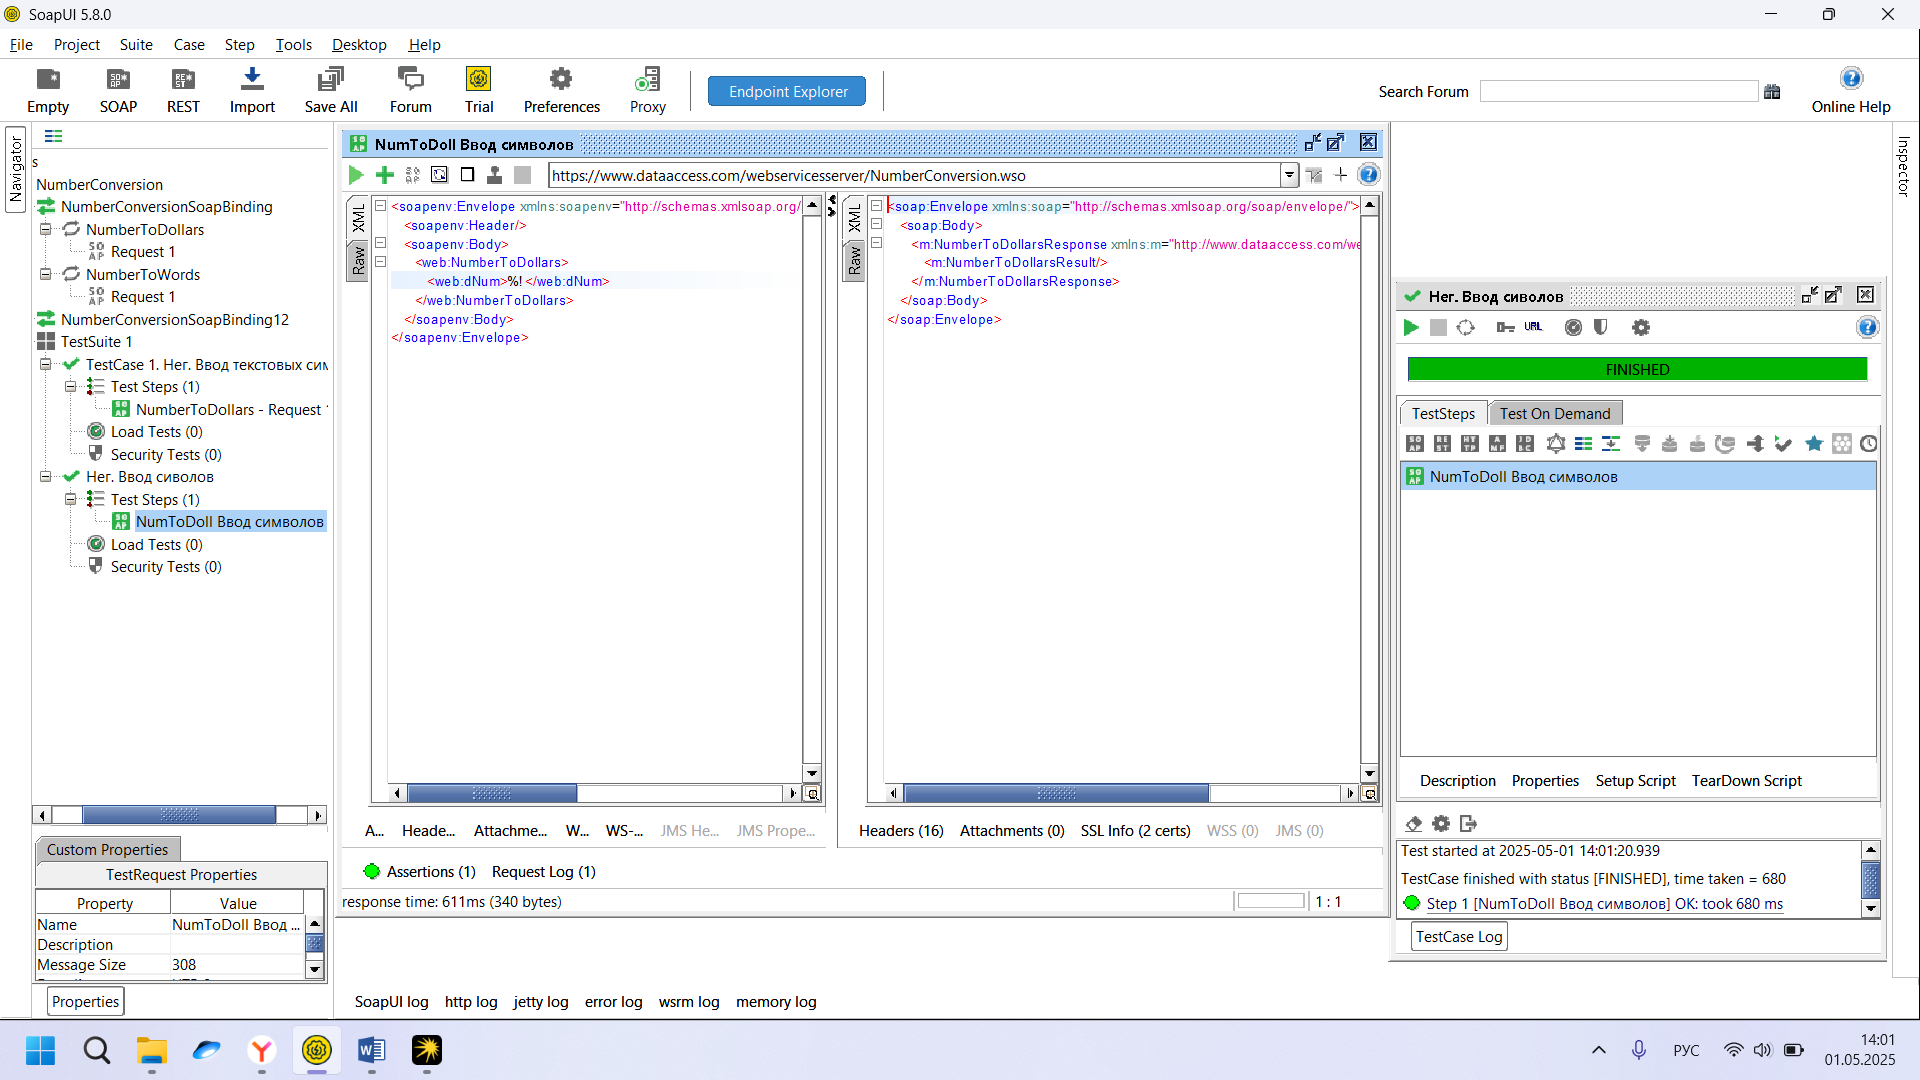 SoapUI 5.8.0
File Project Suite Case Step Tools Desktop Help
Empty SOAP REST Import Save All Forum Trial Preferences Proxy
Endpoint Explorer
Search Forum
Online Help
Navigator
s
NumberConversion
NumberConversionSoapBinding
NumberToDollars
Request 1
NumberToWords
Request 1
NumberConversionSoapBinding12
TestSuite 1
TestCase 1. Нег. Ввод текстовых сим
Test Steps (1)
NumberToDollars - Request 1
Load Tests (0)
Security Tests (0)
Нег. Ввод сиволов
Test Steps (1)
NumToDoll Ввод символов
Load Tests (0)
Security Tests (0)
Custom Properties
TestRequest Properties
Property Value
Name NumToDoll Ввод ...
Description
Message Size 308
Properties
NumToDoll Ввод символов
https://www.dataaccess.com/webservicesserver/NumberConversion.wso
XML
Raw
<soapenv:Envelope xmlns:soapenv="http://schemas.xmlsoap.org/
<soapenv:Header/>
<soapenv:Body>
<web:NumberToDollars>
<web:dNum>%! </web:dNum>
</web:NumberToDollars>
</soapenv:Body>
</soapenv:Envelope>
XML
Raw
<soap:Envelope xmlns:soap="http://schemas.xmlsoap.org/soap/envelope/">
<soap:Body>
<m:NumberToDollarsResponse xmlns:m="http://www.dataaccess.com/we
<m:NumberToDollarsResult/>
</m:NumberToDollarsResponse>
</soap:Body>
</soap:Envelope>
A... Heade... Attachme... W... WS-... JMS He... JMS Prope...
Headers (16) Attachments (0) SSL Info (2 certs) WSS (0) JMS (0)
Assertions (1) Request Log (1)
response time: 611ms (340 bytes)
1 : 1
SoapUI log http log jetty log error log wsrm log memory log
Inspector
Нег. Ввод сиволов
URL
FINISHED
TestSteps Test On Demand
NumToDoll Ввод символов
Description Properties Setup Script TearDown Script
Test started at 2025-05-01 14:01:20.939
TestCase finished with status [FINISHED], time taken = 680
Step 1 [NumToDoll Ввод символов] OK: took 680 ms
TestCase Log
РУС
14:01
01.05.2025